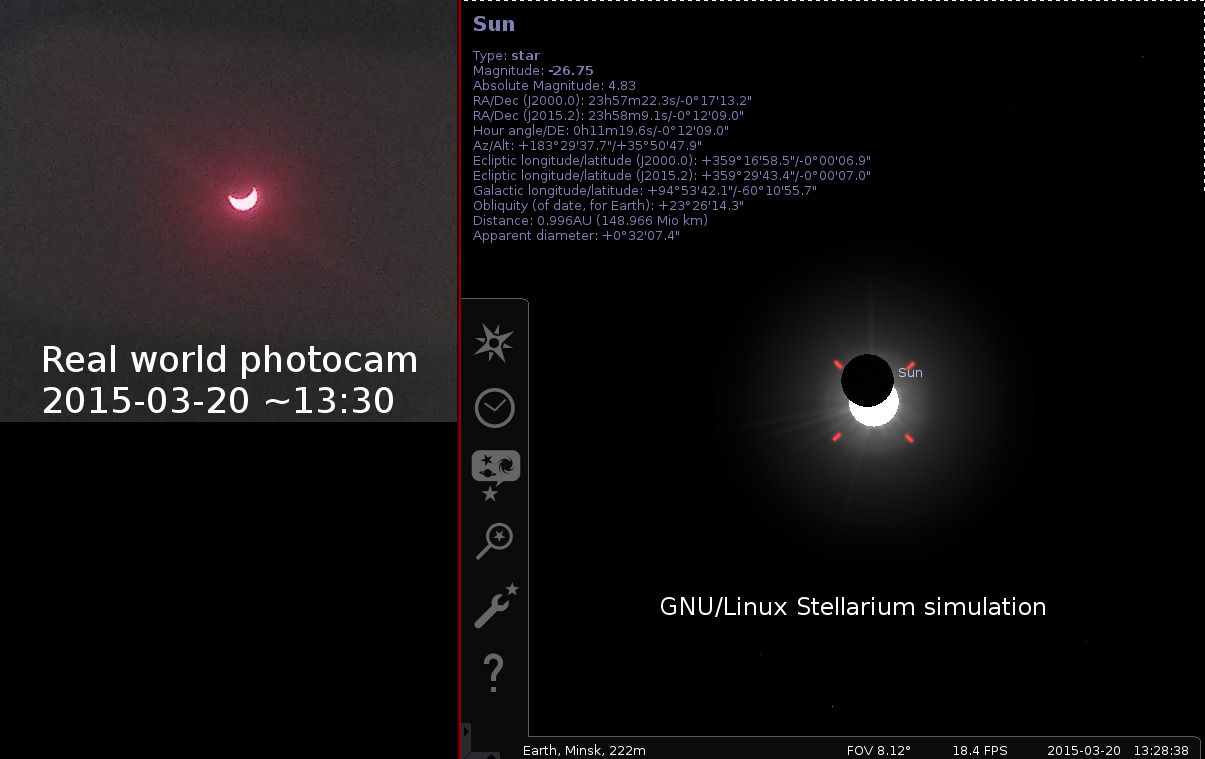 Real world photocam
2015-03-20 ~13:30
Sun
Type: star
Magnitude: -26.75
Absolute Magnitude: 4.83
RA/Dec (J2000.0): 23h57m22.3s/-0°17'13.2"
RA/Dec (J2015.2): 23h58m9.1s/-0°12'09.0"
Hour angle/DE: 0h11m19.6s/-0°12'09.0"
Az/Alt: +183°29'37.7"/+35°50'47.9"
Ecliptic longitude/latitude (J2000.0): +359°16'58.5"/-0°00'06.9"
Ecliptic longitude/latitude (J2015.2): +359°29'43.4"/-0°00'07.0"
Galactic longitude/latitude: +94°53'42.1"/-60°10'55.7"
Obliquity (of date, for Earth): +23°26'14.3"
Distance: 0.996AU (148.966 Mio km)
Apparent diameter: +0°32'07.4"
Sun
GNU/Linux Stellarium simulation
Earth, Minsk, 222m FOV 8.12° 18.4 FPS 2015-03-20 13:28:38